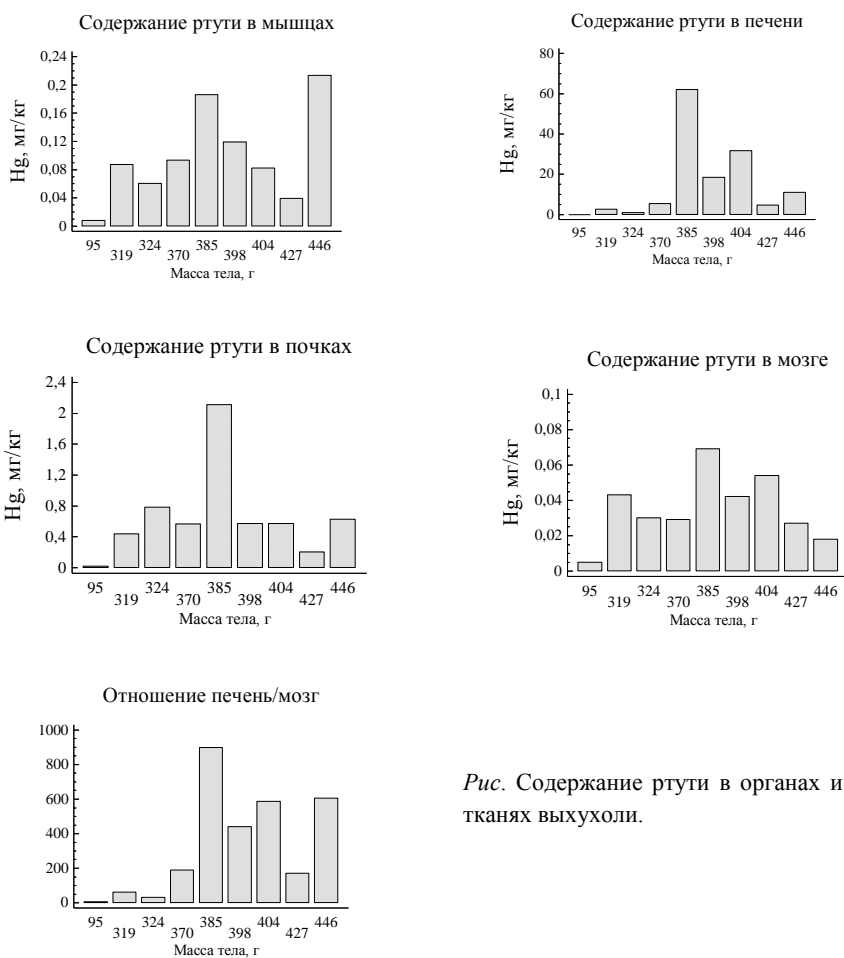 Содержание ртути в мышцах
Hg, мг/кг
0,24
0,2
0,16
0,12
0,08
0,04
0
95 319 324 370 385 398 404 427 446
Масса тела, г
Содержание ртути в печени
Hg, мг/кг
80
60
40
20
0
95 319 324 370 385 398 404 427 446
Масса тела, г
Содержание ртути в почках
Hg, мг/кг
2,4
2
1,6
1,2
0,8
0,4
0
95 319 324 370 385 398 404 427 446
Масса тела, г
Содержание ртути в мозге
Hg, мг/кг
0,1
0,08
0,06
0,04
0,02
0
95 319 324 370 385 398 404 427 446
Масса тела, г
Отношение печень/мозг
1000
800
600
400
200
0
95 319 324 370 385 398 404 427 446
Масса тела, г
Рис. Содержание ртути в органах и
тканях выхухоли.